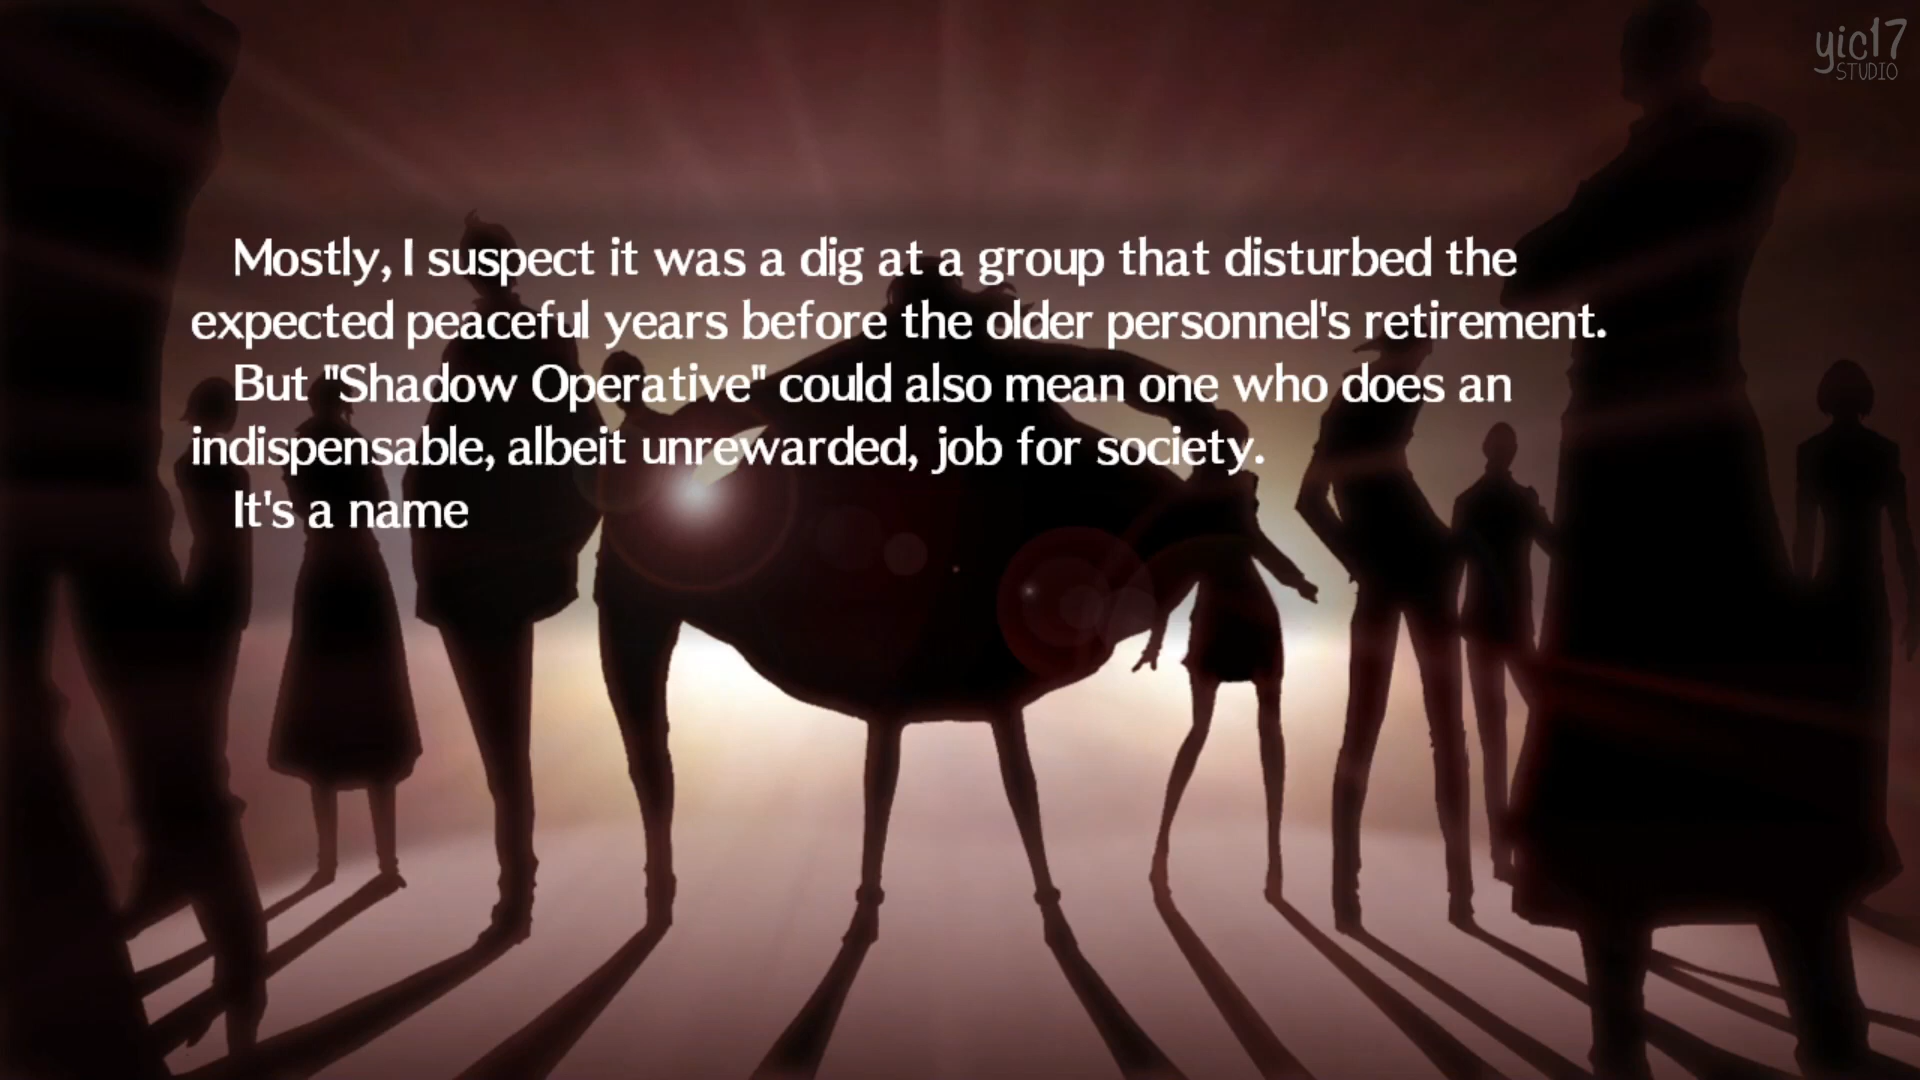 yic17
STUDIO
Mostly, I suspect it was a dig at a group that disturbed the
expected peaceful years before the older personnel's retirement.
But "Shadow Operative" could also mean one who does an
indispensable, albeit unrewarded, job for society.
It's a name